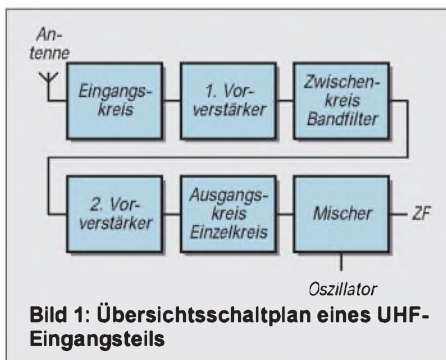 An-
tenne
Eingangs-
kreis
1. Vor-
verstärker
Zwischen-
kreis
Bandfilter
2. Vor-
verstärker
Ausgangs-
kreis
Einzelkreis
Mischer
ZF
Oszillator
Bild 1: Übersichtsschaltplan eines UHF-
Eingangsteils